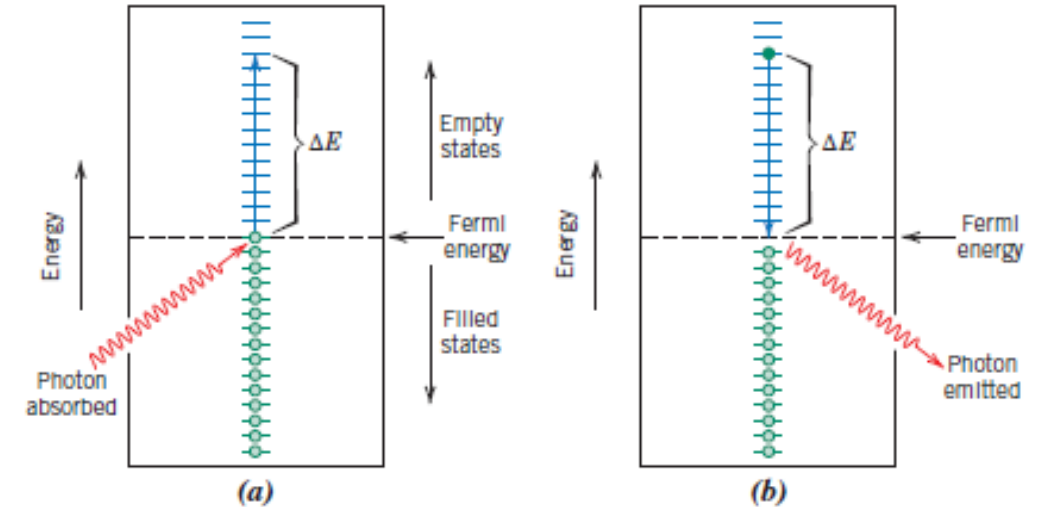 Energy
Photon
absorbed
ΔE
Empty
states
Fermi
energy
Filled
states
(a)
Energy
ΔE
Fermi
energy
Photon
emitted
(b)